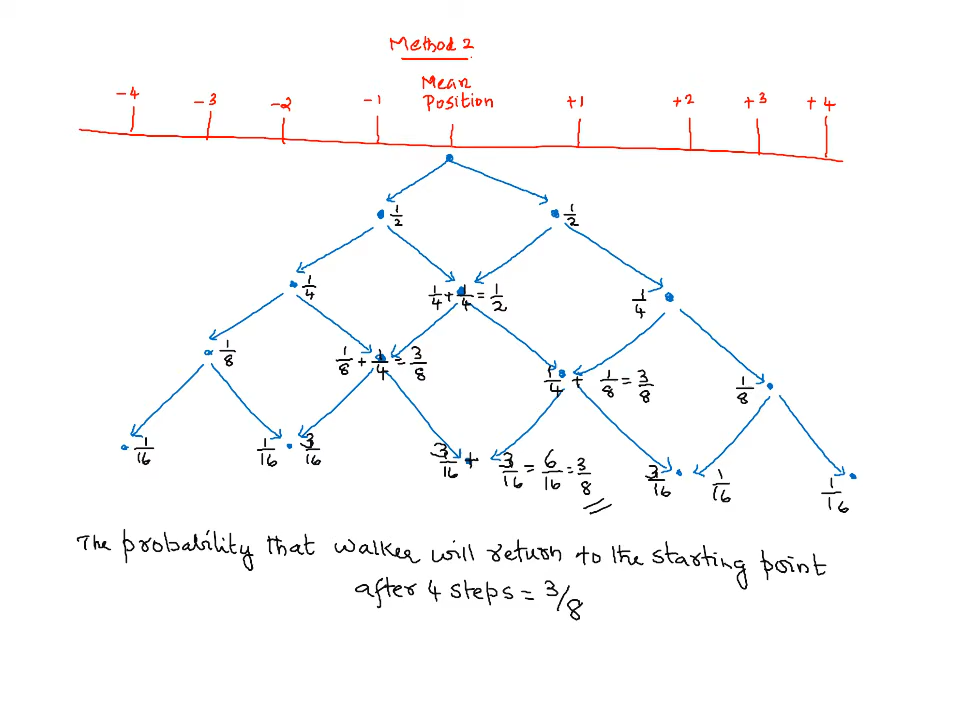 Method 2
Mean
Position
-4 -3 -2 -1 +1 +2 +3 +4
1/2 1/2
1/4 1/4 + 1/4 = 1/2 1/4
1/8 1/8 + 1/4 = 3/8 1/4 + 1/8 = 3/8 1/8
1/16 1/16 3/16 3/16 + 3/16 = 6/16 = 3/8 3/16 1/16 1/16
The probability that walker will return to the starting point
after 4 steps = 3/8